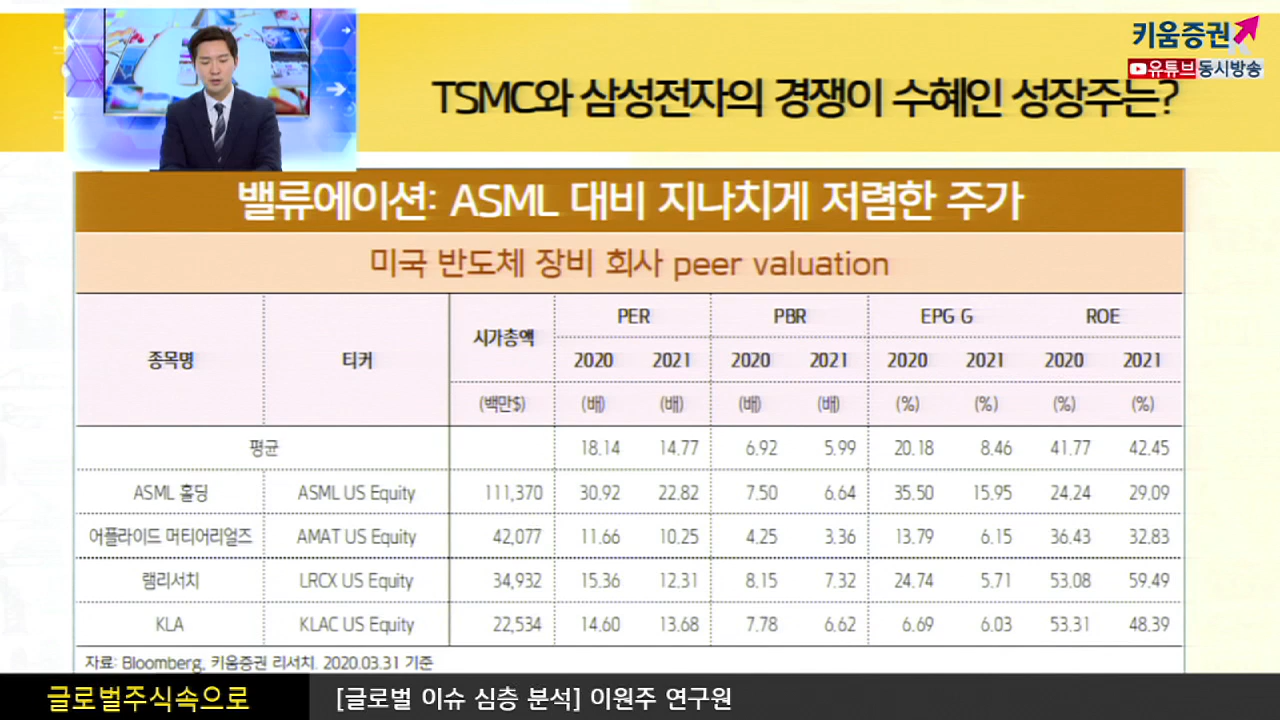 키움증권
유튜브 동시방송
TSMC와 삼성전자의 경쟁이 수혜인 성장주는?
밸류에이션: ASML 대비 지나치게 저렴한 주가
미국 반도체 장비 회사 peer valuation
종목명 티커 시가총액 PER PBR EPG G ROE
2020 2021 2020 2021 2020 2021 2020 2021
(백만$) (배) (배) (배) (배) (%) (%) (%) (%)
평균 18.14 14.77 6.92 5.99 20.18 8.46 41.77 42.45
ASML 홀딩 ASML US Equity 111,370 30.92 22.82 7.50 6.64 35.50 15.95 24.24 29.09
어플라이드 머티어리얼즈 AMAT US Equity 42,077 11.66 10.25 4.25 3.36 13.79 6.15 36.43 32.83
램리서치 LRCX US Equity 34,932 15.36 12.31 8.15 7.32 24.74 5.71 53.08 59.49
KLA KLAC US Equity 22,534 14.60 13.68 7.78 6.62 6.69 6.03 53.31 48.39
자료: Bloomberg, 키움증권 리서치. 2020.03.31 기준
글로벌주식속으로 [글로벌 이슈 심층 분석] 이원주 연구원